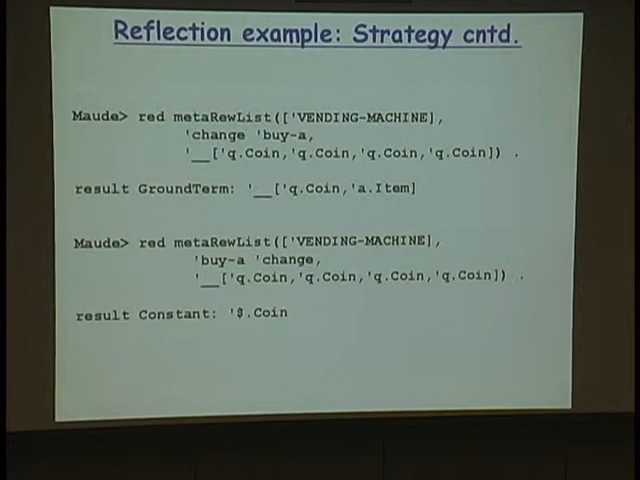 Reflection example: Strategy cntd.
Maude> red metaRewList(['VENDING-MACHINE],
'change 'buy-a,
'__['q.Coin,'q.Coin,'q.Coin,'q.Coin]) .
result GroundTerm: '__['q.Coin,'a.Item]
Maude> red metaRewList(['VENDING-MACHINE],
'buy-a 'change,
'__['q.Coin,'q.Coin,'q.Coin,'q.Coin]) .
result Constant: '$.Coin